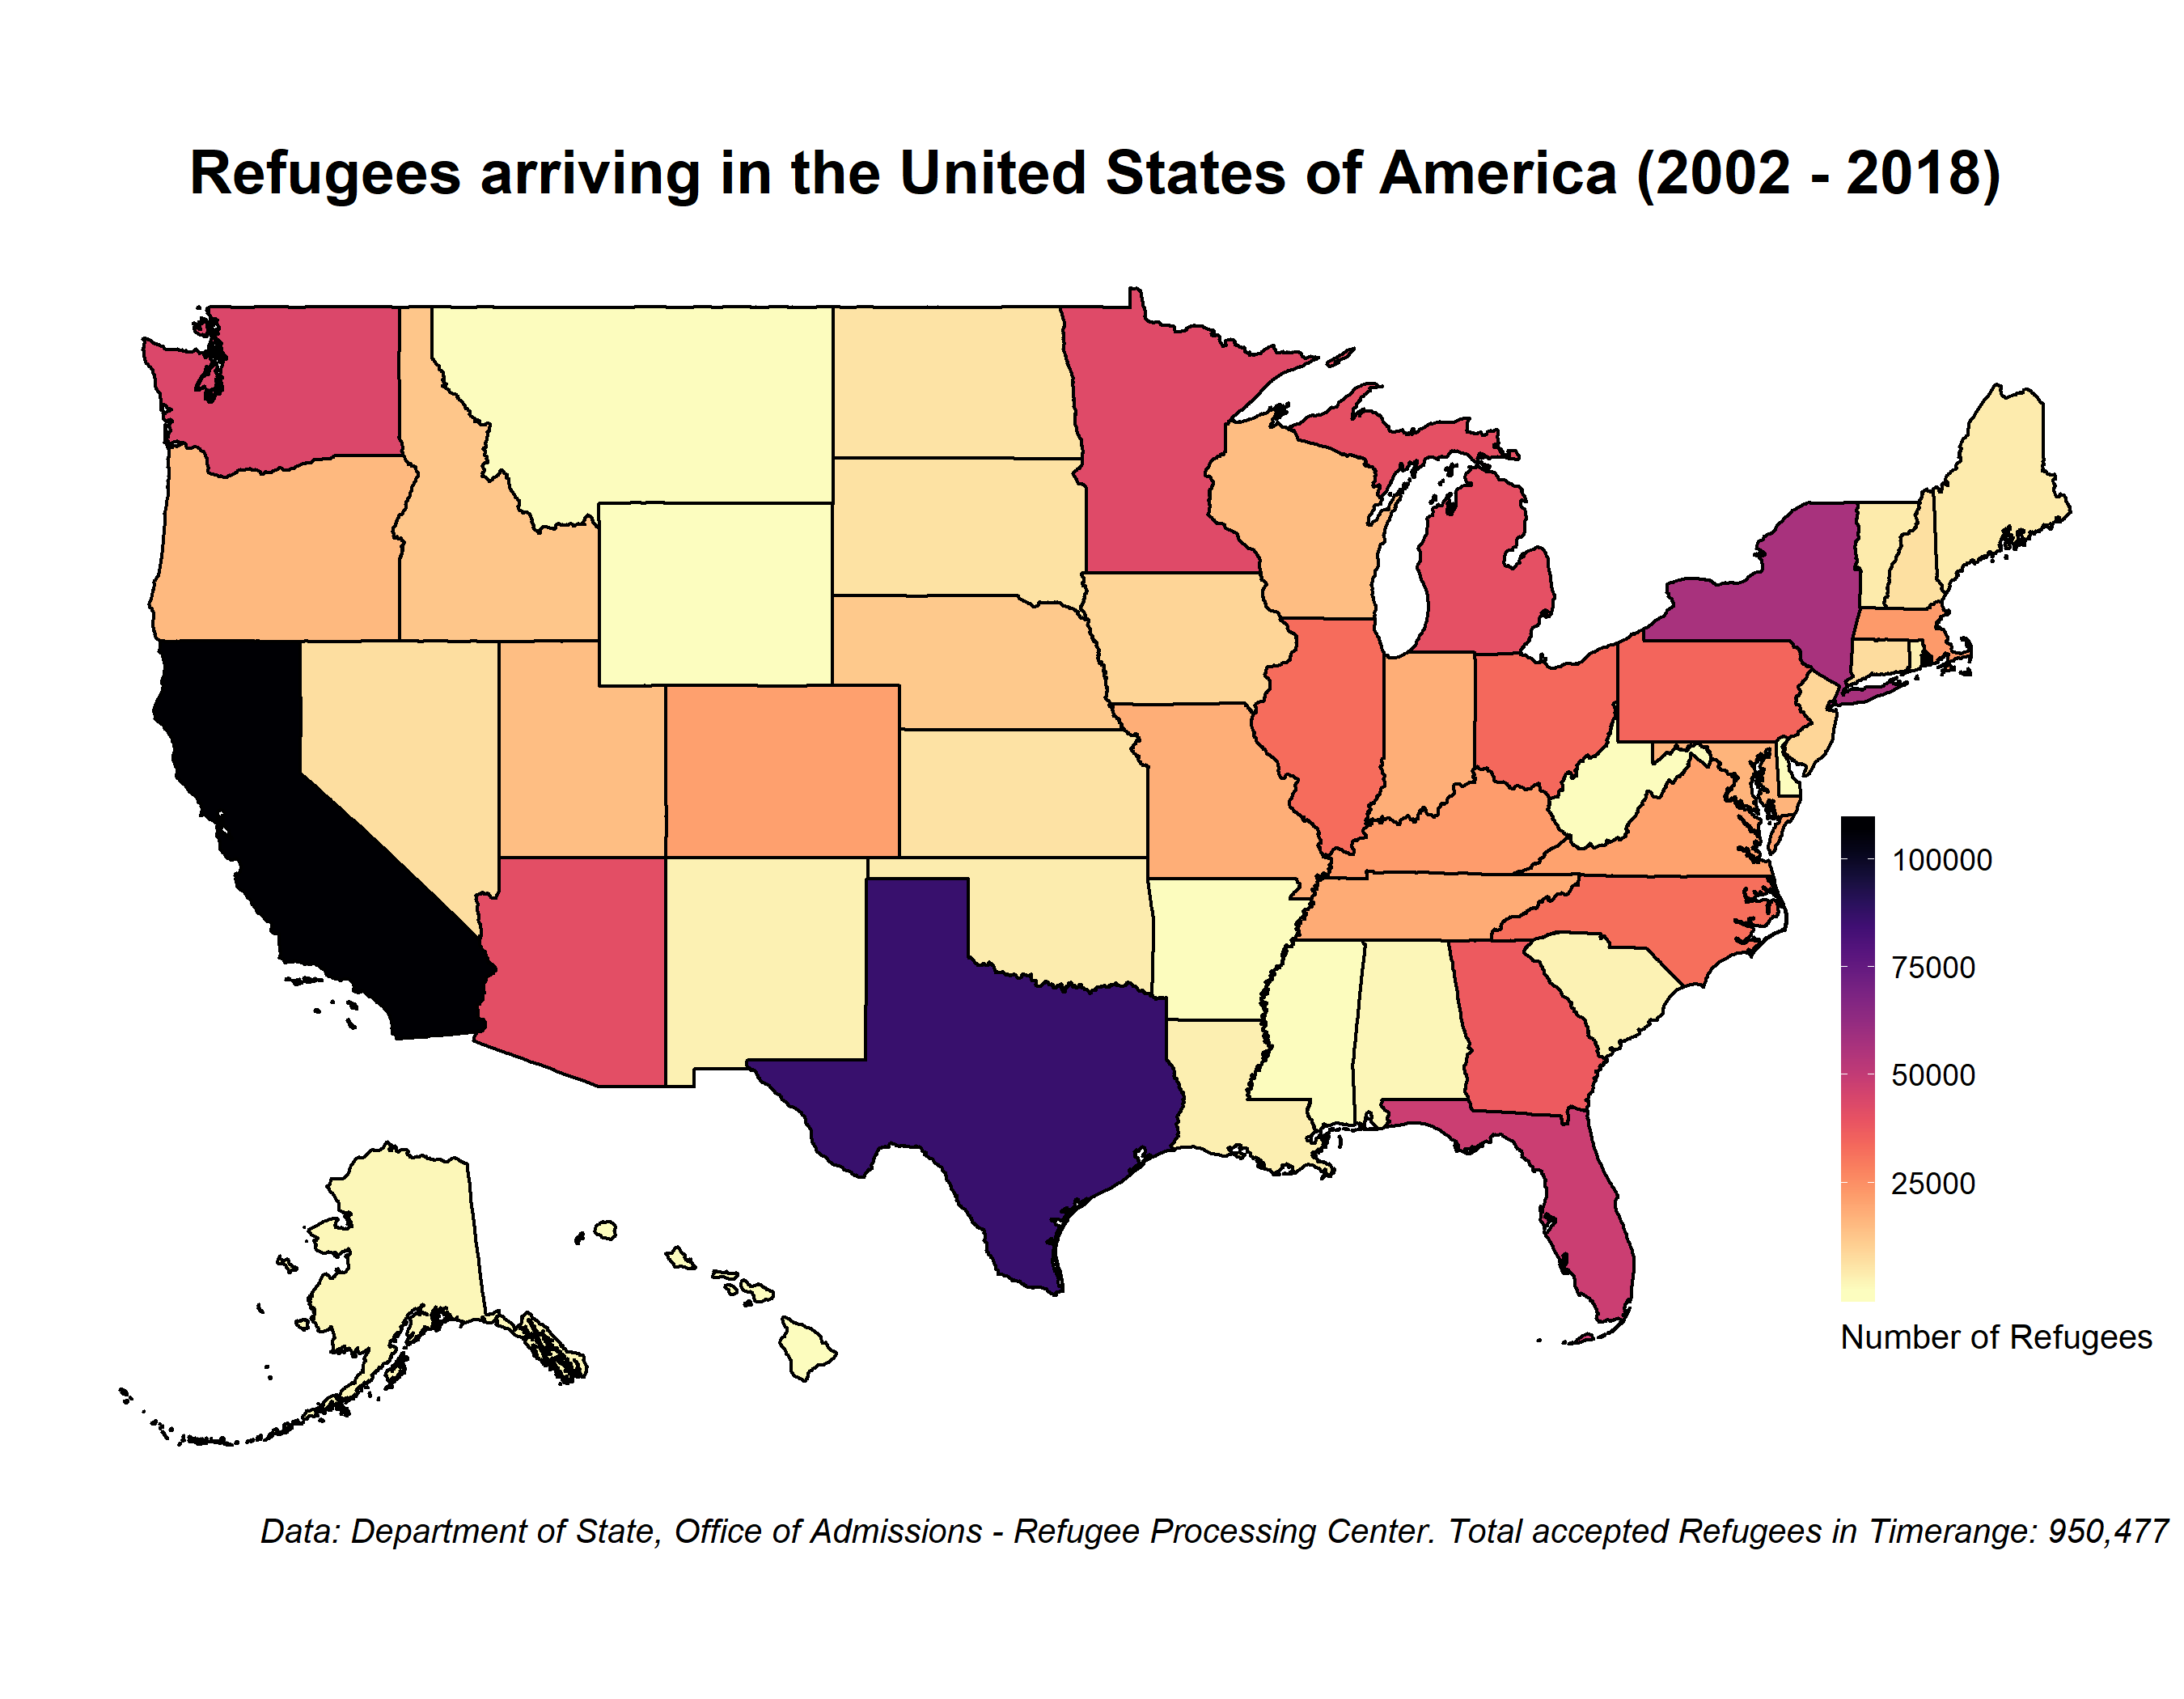 Refugees arriving in the United States of America (2002 - 2018)
100000
75000
50000
25000
Number of Refugees
Data: Department of State, Office of Admissions - Refugee Processing Center. Total accepted Refugees in Timerange: 950,477